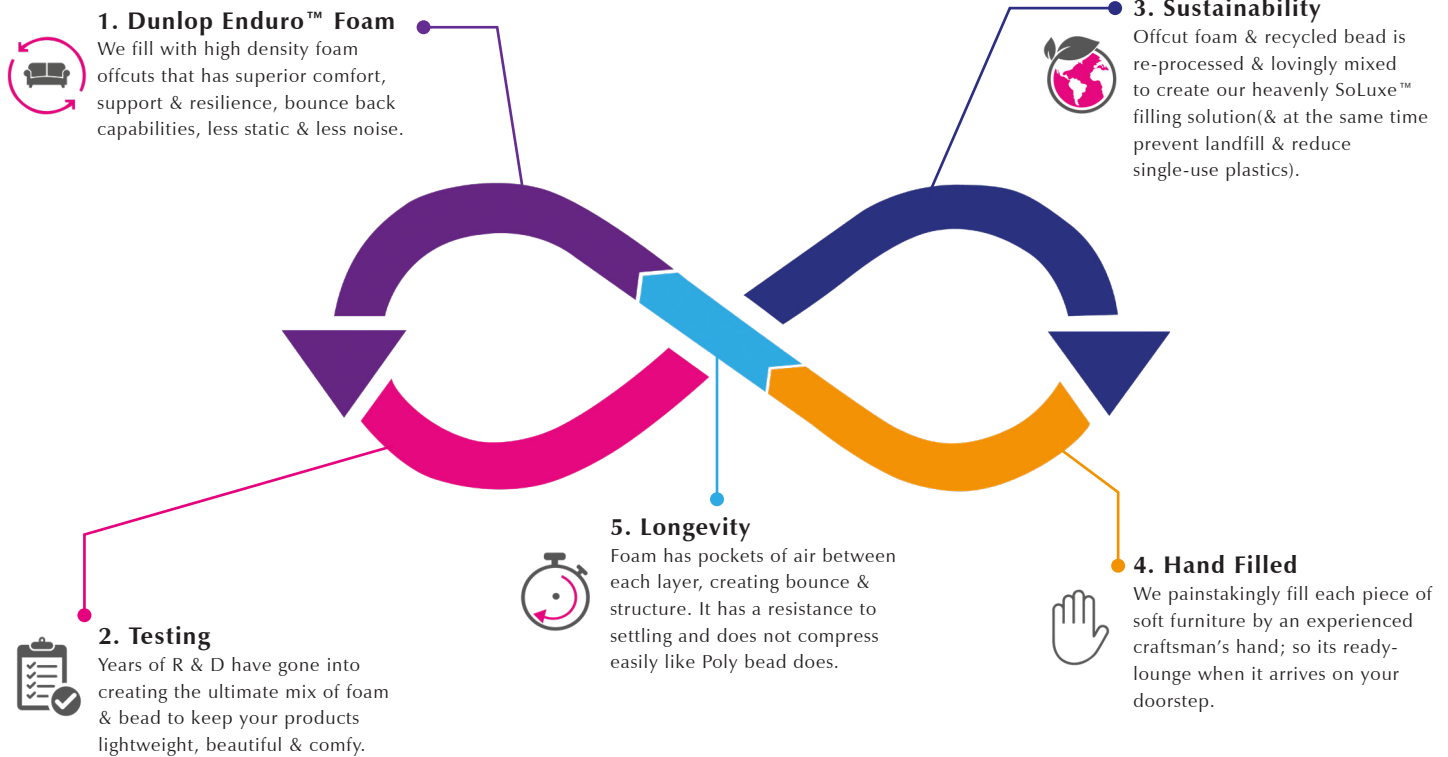 1. Dunlop Enduro™ Foam
We fill with high density foam
offcuts that has superior comfort,
support & resilience, bounce back
capabilities, less static & less noise.
2. Testing
Years of R & D have gone into
creating the ultimate mix of foam
& bead to keep your products
lightweight, beautiful & comfy.
3. Sustainability
Offcut foam & recycled bead is
re-processed & lovingly mixed
to create our heavenly SoLuxe™
filling solution(& at the same time
prevent landfill & reduce
single-use plastics).
4. Hand Filled
We painstakingly fill each piece of
soft furniture by an experienced
craftsman’s hand; so its ready-
lounge when it arrives on your
doorstep.
5. Longevity
Foam has pockets of air between
each layer, creating bounce &
structure. It has a resistance to
settling and does not compress
easily like Poly bead does.